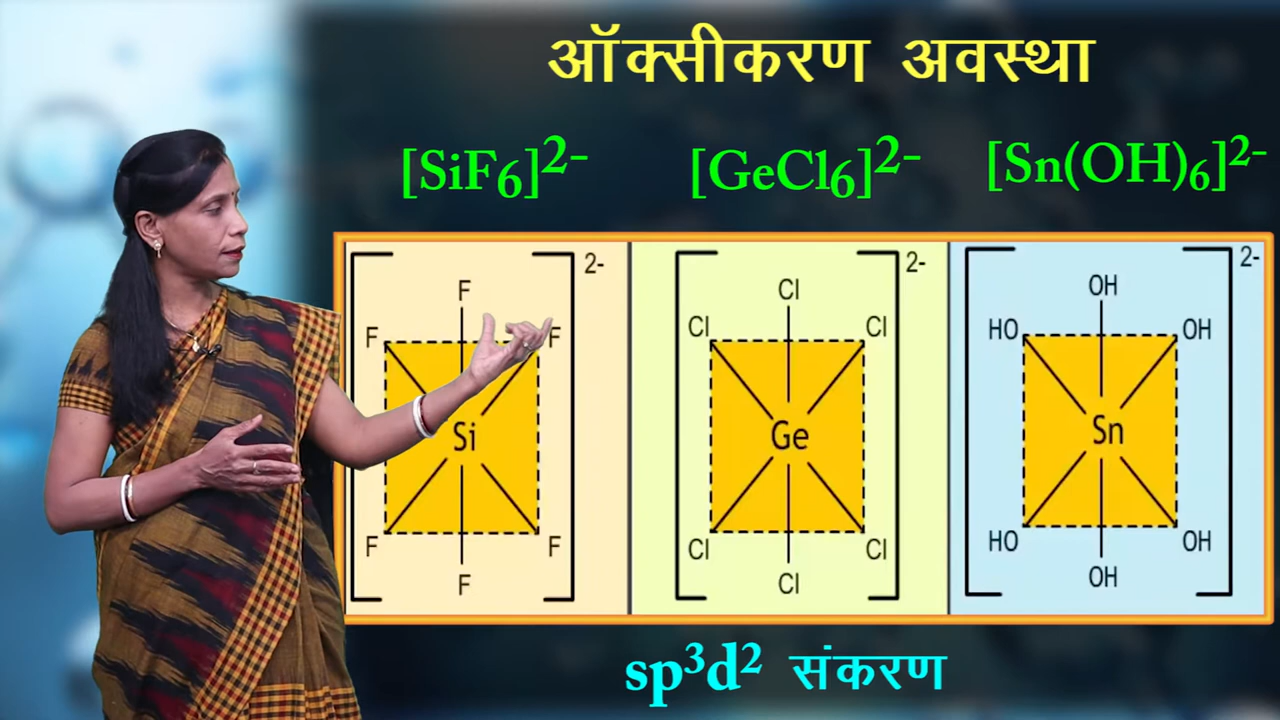 ऑक्सीकरण अवस्था
[SiF6]2- [GeCl6]2- [Sn(OH)6]2-
2- 2- 2-
F Cl OH
F F Cl Cl HO OH
Si Ge Sn
F F Cl Cl HO OH
F Cl OH
sp3d2 संकरण